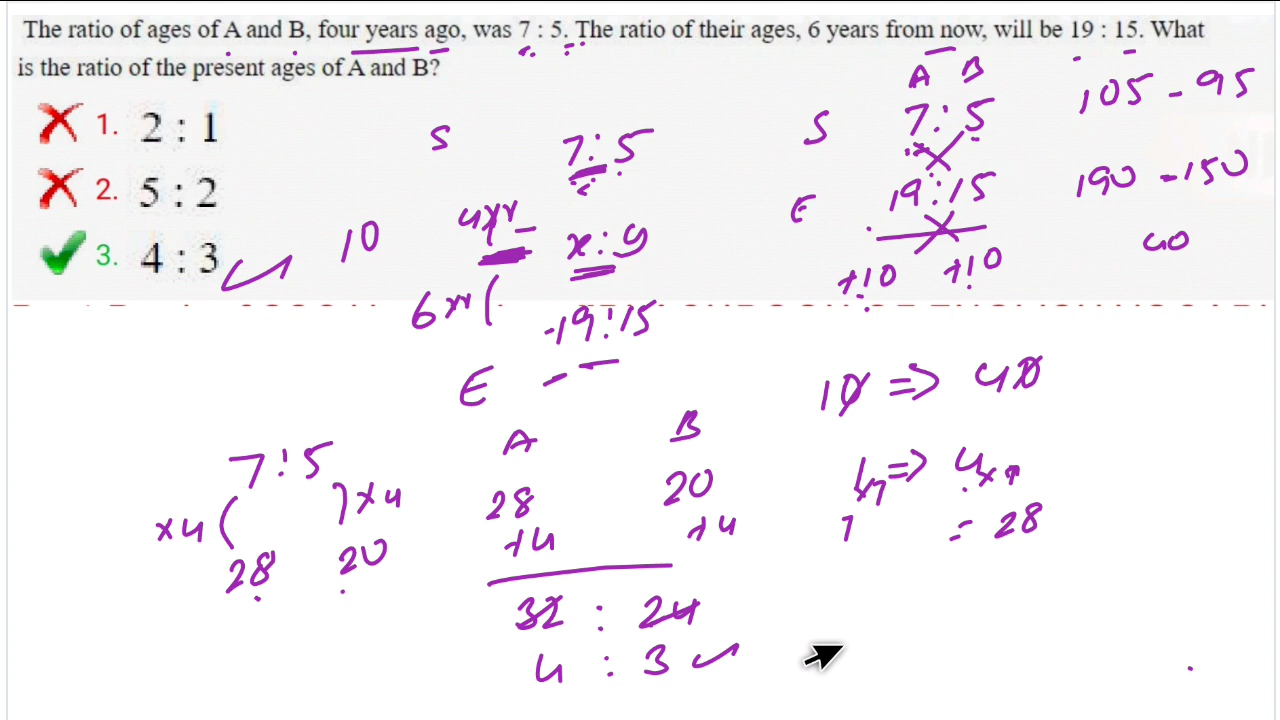 The ratio of ages of A and B, four years ago, was 7 : 5. The ratio of their ages, 6 years from now, will be 19 : 15. What
is the ratio of the present ages of A and B?
1. 2 : 1
2. 5 : 2
3. 4 : 3
S 7:5
10 4yr x:y
6yr 19:15
E
A B
S 7:5
E 19:15
+10 +10
105 - 95
190 - 150
40
10 => 40
1x7 => 4x7
7 = 28
7:5
x4 x4
28 20
A B
28 20
+4 +4
32 : 24
4 : 3